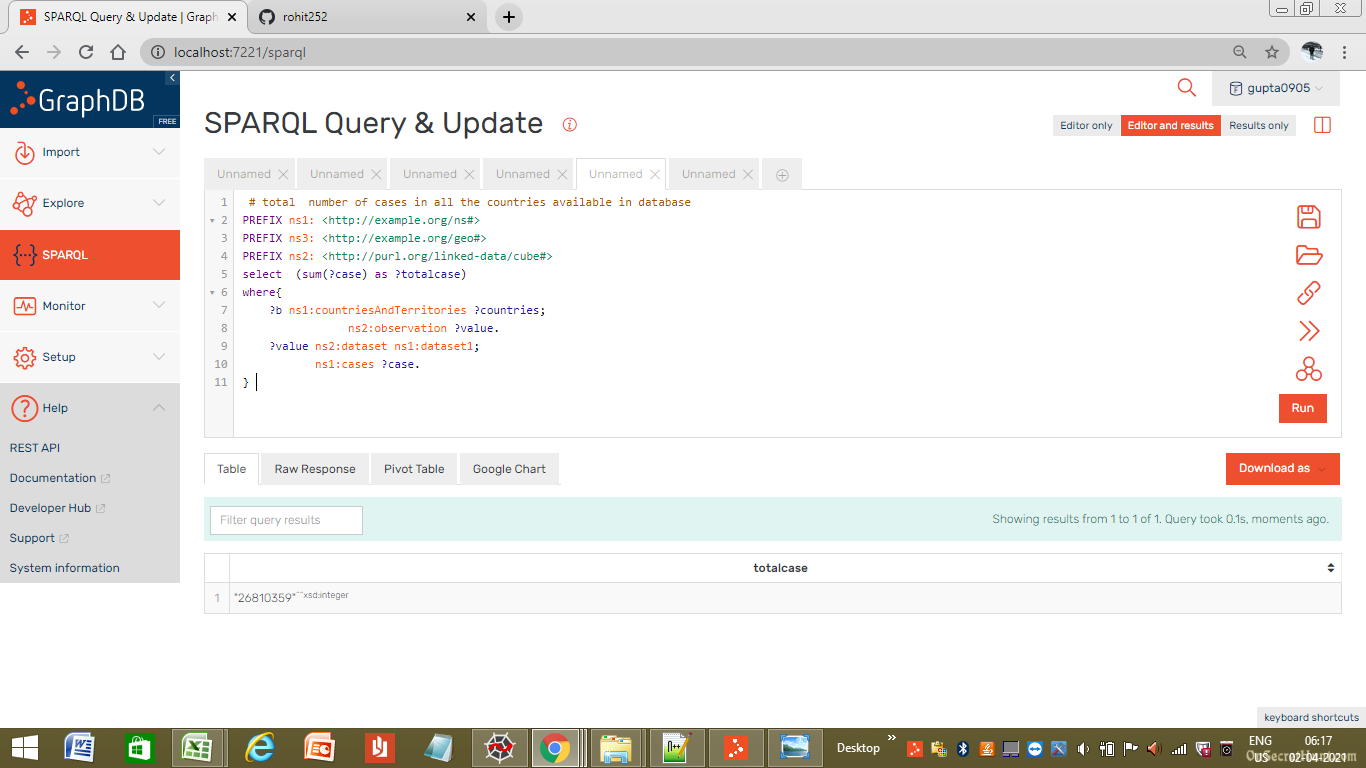 SPARQL Query & Update | Graph
rohit252
localhost:7221/sparql
GraphDB
FREE
gupta0905
SPARQL Query & Update
Editor only
Editor and results
Results only
Import
Explore
SPARQL
Monitor
Setup
Help
REST API
Documentation
Developer Hub
Support
System information
Unnamed
Unnamed
Unnamed
Unnamed
Unnamed
Unnamed
1 # total  number of cases in all the countries available in database
2 PREFIX ns1: <http://example.org/ns#>
3 PREFIX ns3: <http://example.org/geo#>
4 PREFIX ns2: <http://purl.org/linked-data/cube#>
5 select  (sum(?case) as ?totalcase)
6 where{
7 ?b ns1:countriesAndTerritories ?countries;
8 ns2:observation ?value.
9 ?value ns2:dataset ns1:dataset1;
10 ns1:cases ?case.
11 }
Run
Table
Raw Response
Pivot Table
Google Chart
Download as
Filter query results
Showing results from 1 to 1 of 1. Query took 0.1s, moments ago.
totalcase
1 "26810359"^^xsd:integer
keyboard shortcuts
Desktop
ENG
US
06:17
02-04-2021